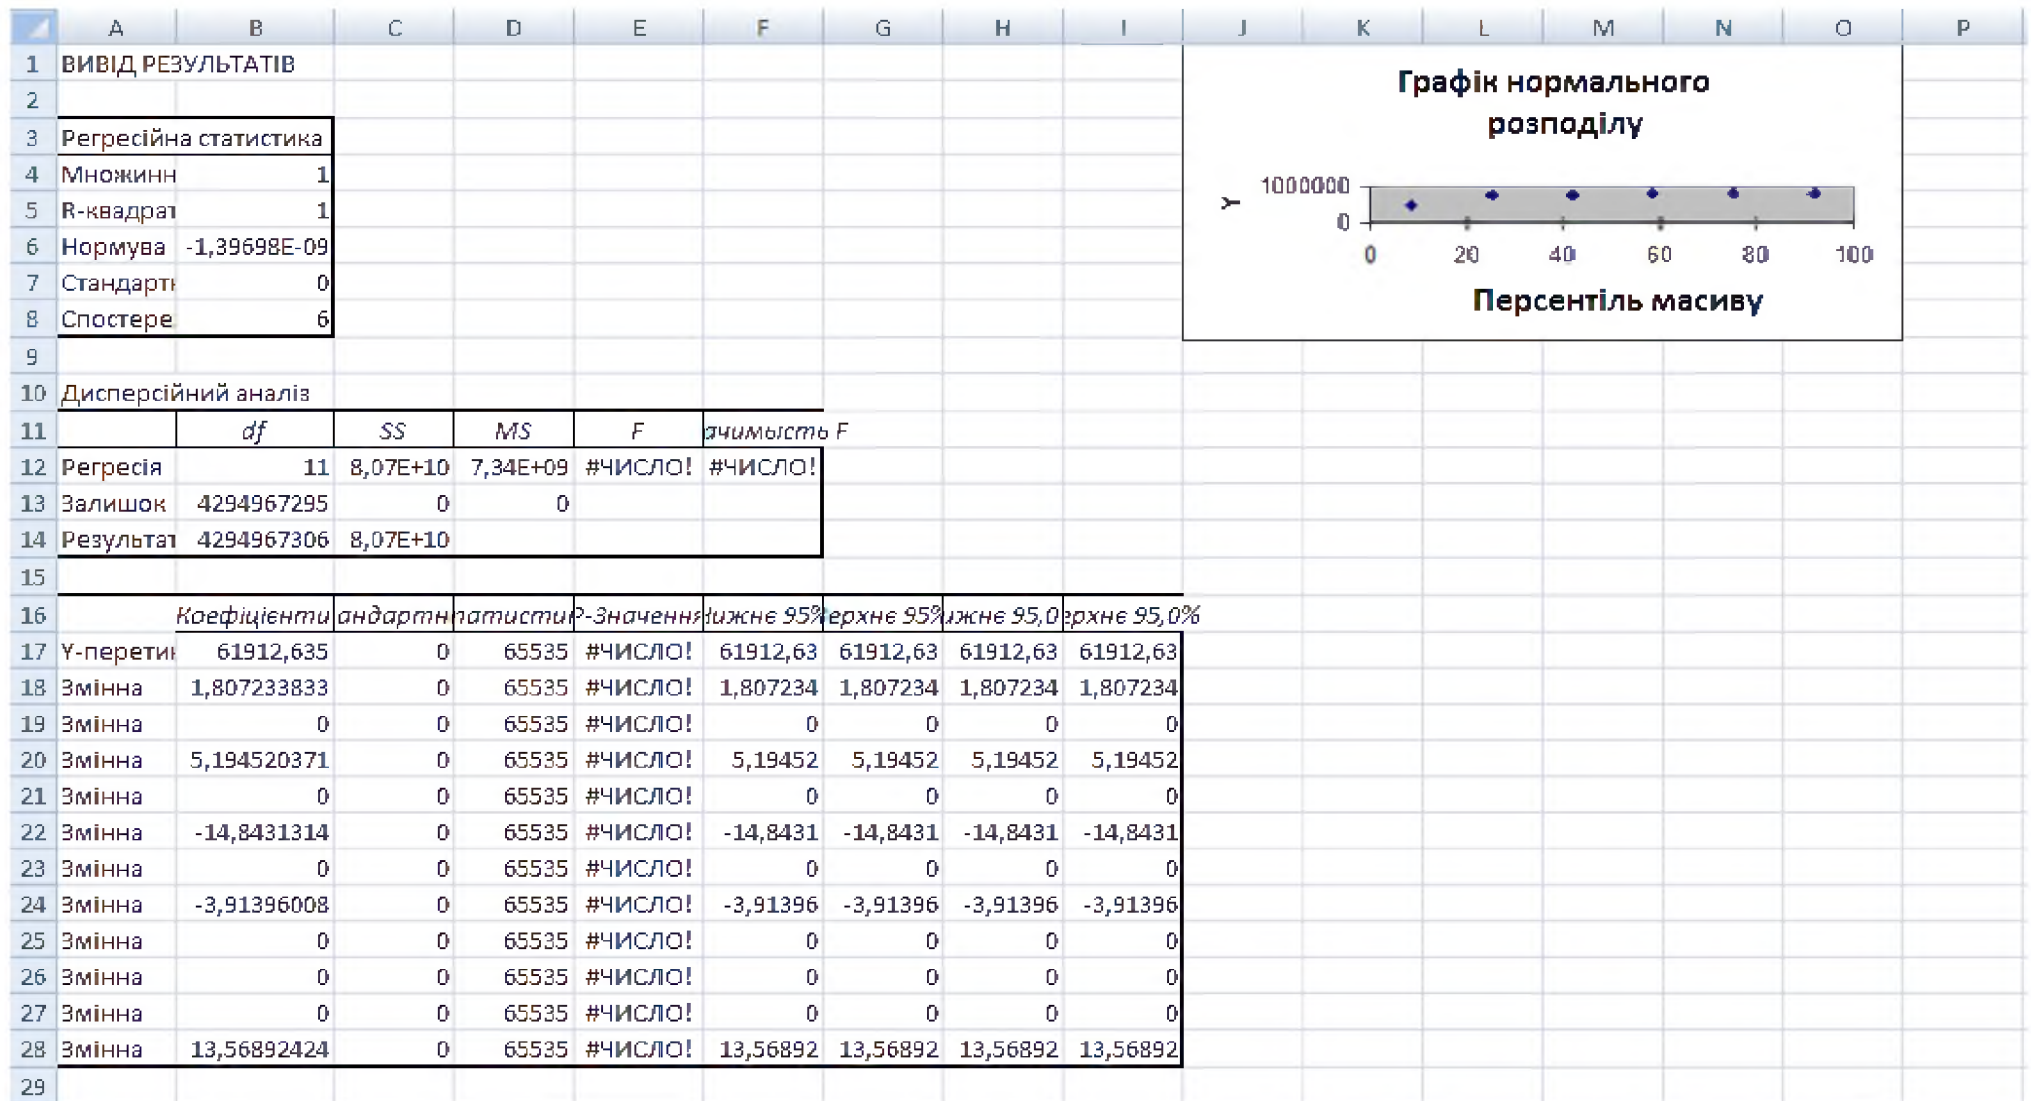 A B C D E F G H I J K L M N O P
1 ВИВІД РЕЗУЛЬТАТІВ
2
3 Регресійна статистика
4 Множинн 1
5 R-квадрат 1
6 Нормува -1,39698E-09
7 Стандартн 0
8 Спостере 6
9
10 Дисперсійний аналіз
11 df SS MS F ачимысть F
12 Регресія 11 8,07E+10 7,34E+09 #ЧИСЛО! #ЧИСЛО!
13 Залишок 4294967295 0 0
14 Результат 4294967306 8,07E+10
15
16 Коефіцієнти андартн татистик P-Значення Нижнє 95% ерхнє 95% ижнє 95,0 ерхнє 95,0%
17 Y-перетин 61912,635 0 65535 #ЧИСЛО! 61912,63 61912,63 61912,63 61912,63
18 Змінна 1,807233833 0 65535 #ЧИСЛО! 1,807234 1,807234 1,807234 1,807234
19 Змінна 0 0 65535 #ЧИСЛО! 0 0 0 0
20 Змінна 5,194520371 0 65535 #ЧИСЛО! 5,19452 5,19452 5,19452 5,19452
21 Змінна 0 0 65535 #ЧИСЛО! 0 0 0 0
22 Змінна -14,8431314 0 65535 #ЧИСЛО! -14,8431 -14,8431 -14,8431 -14,8431
23 Змінна 0 0 65535 #ЧИСЛО! 0 0 0 0
24 Змінна -3,91396008 0 65535 #ЧИСЛО! -3,91396 -3,91396 -3,91396 -3,91396
25 Змінна 0 0 65535 #ЧИСЛО! 0 0 0 0
26 Змінна 0 0 65535 #ЧИСЛО! 0 0 0 0
27 Змінна 0 0 65535 #ЧИСЛО! 0 0 0 0
28 Змінна 13,56892424 0 65535 #ЧИСЛО! 13,56892 13,56892 13,56892 13,56892
29
Графік нормального
розподілу
Y
1000000
0
0 20 40 60 80 100
Персентіль масиву